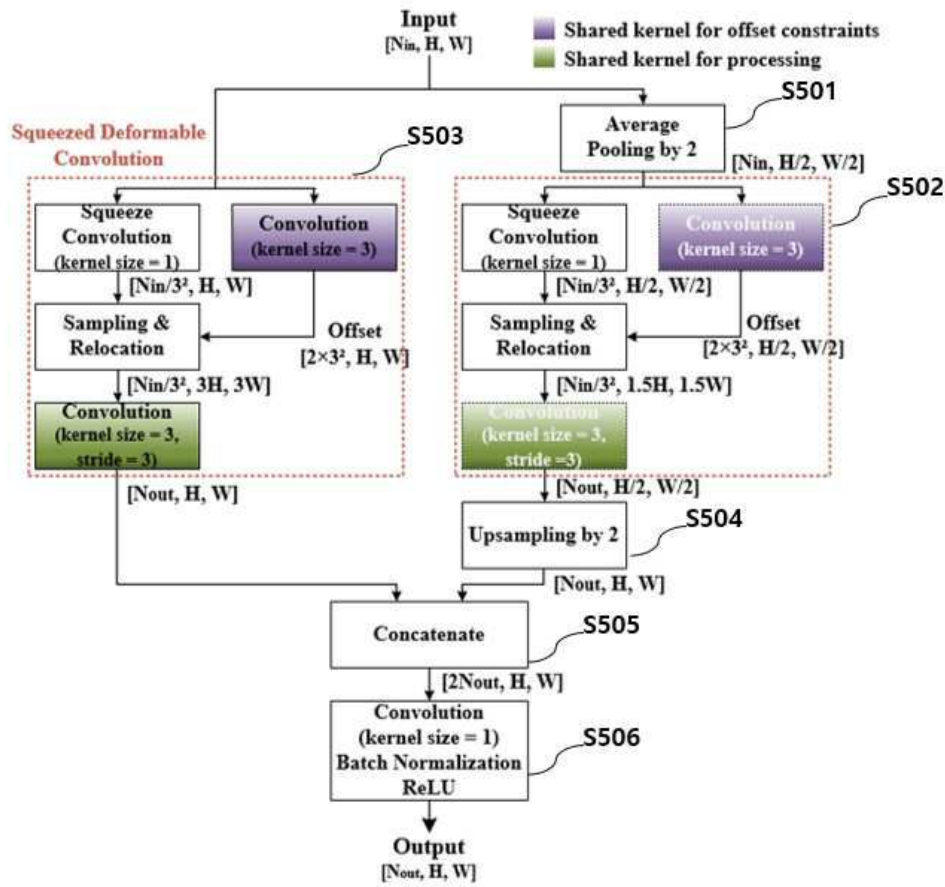 Input
[Nin, H, W]
Shared kernel for offset constraints
Shared kernel for processing
S501
Average
Pooling by 2
[Nin, H/2, W/2]
Squeezed Deformable
Convolution
S503
S502
Squeeze
Convolution
(kernel size = 1)
Convolution
(kernel size = 3)
[Nin/3², H, W]
Sampling &
Relocation
Offset
[2×3², H, W]
[Nin/3², 3H, 3W]
Convolution
(kernel size = 3,
stride = 3)
[Nout, H, W]
Squeeze
Convolution
(kernel size = 1)
Convolution
(kernel size = 3)
[Nin/3², H/2, W/2]
Sampling &
Relocation
Offset
[2×3², H/2, W/2]
[Nin/3², 1.5H, 1.5W]
Convolution
(kernel size = 3,
stride =3)
[Nout, H/2, W/2]
Upsampling by 2
S504
[Nout, H, W]
Concatenate
S505
[2Nout, H, W]
Convolution
(kernel size = 1)
Batch Normalization
ReLU
S506
Output
[Nout, H, W]